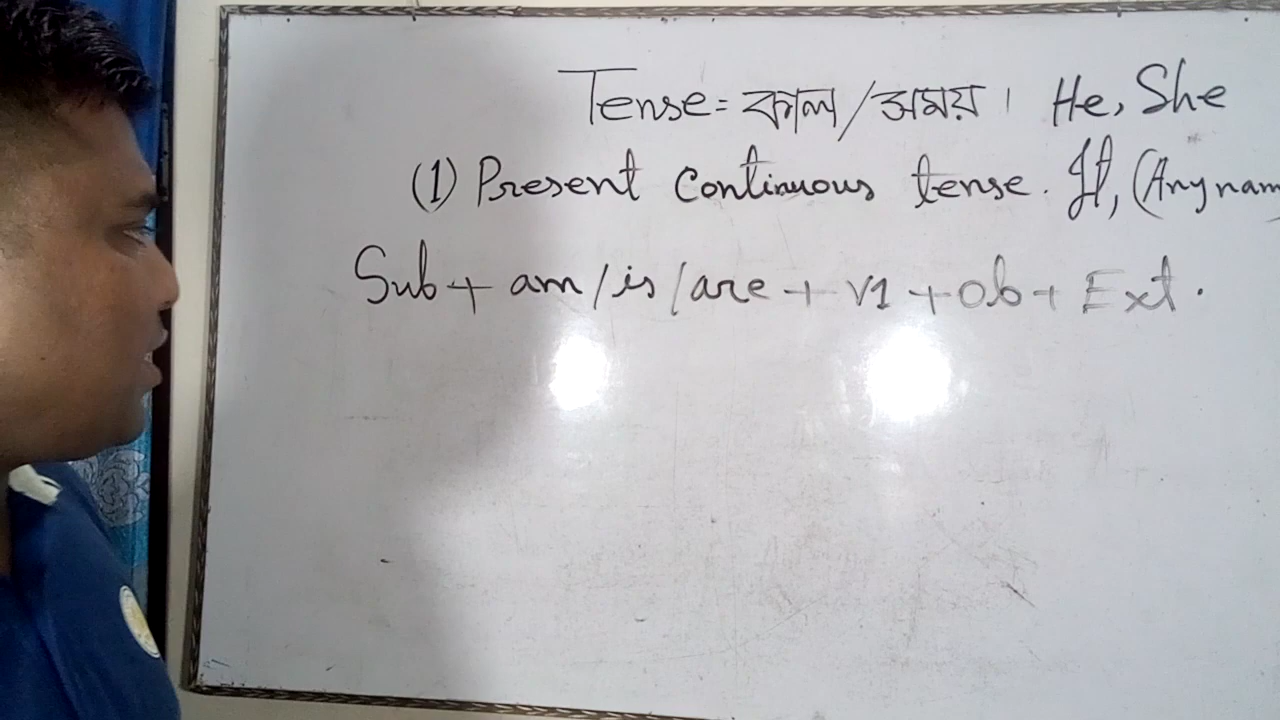 Tense = কাল/সময়। He, She
(1) Present Continuous tense. It, (Any nam
Sub + am/is/are + V1 + Ob + Ext.